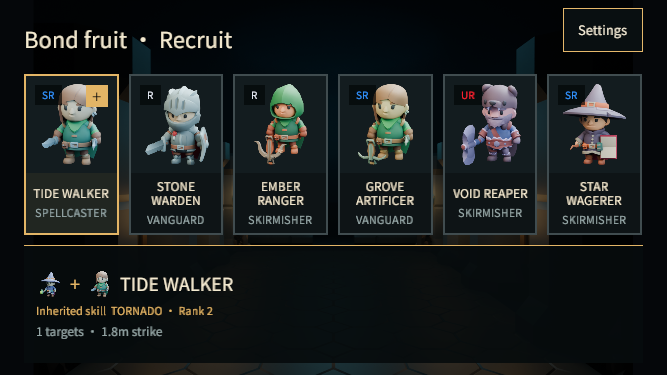 Bond fruit • Recruit
Settings
SR
+
R
R
SR
UR
SR
TIDE WALKER
SPELLCASTER
STONE
WARDEN
VANGUARD
EMBER
RANGER
SKIRMISHER
GROVE
ARTIFICER
VANGUARD
VOID REAPER
SKIRMISHER
STAR
WAGERER
SKIRMISHER
+ TIDE WALKER
Inherited skill TORNADO • Rank 2
1 targets • 1.8m strike